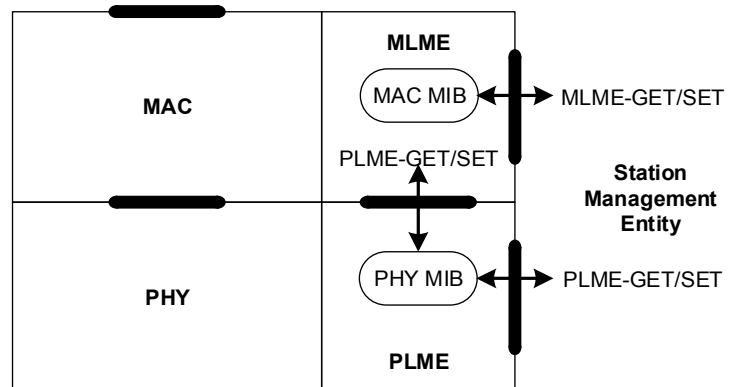 MLME
MAC
MAC MIB
MLME-GET/SET
PLME-GET/SET
Station
Management
Entity
PHY
PHY MIB
PLME-GET/SET
PLME